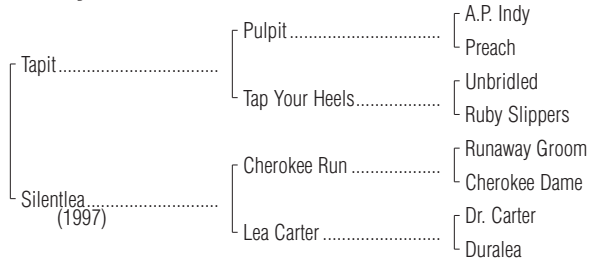 A.P. Indy
Pulpit........................................
Preach
Tapit...........................................
Unbridled
Tap Your Heels......................
Ruby Slippers
Runaway Groom
Cherokee Run .......................
Cherokee Dame
Silentlea...................................
(1997)
Dr. Carter
Lea Carter ..............................
Duralea